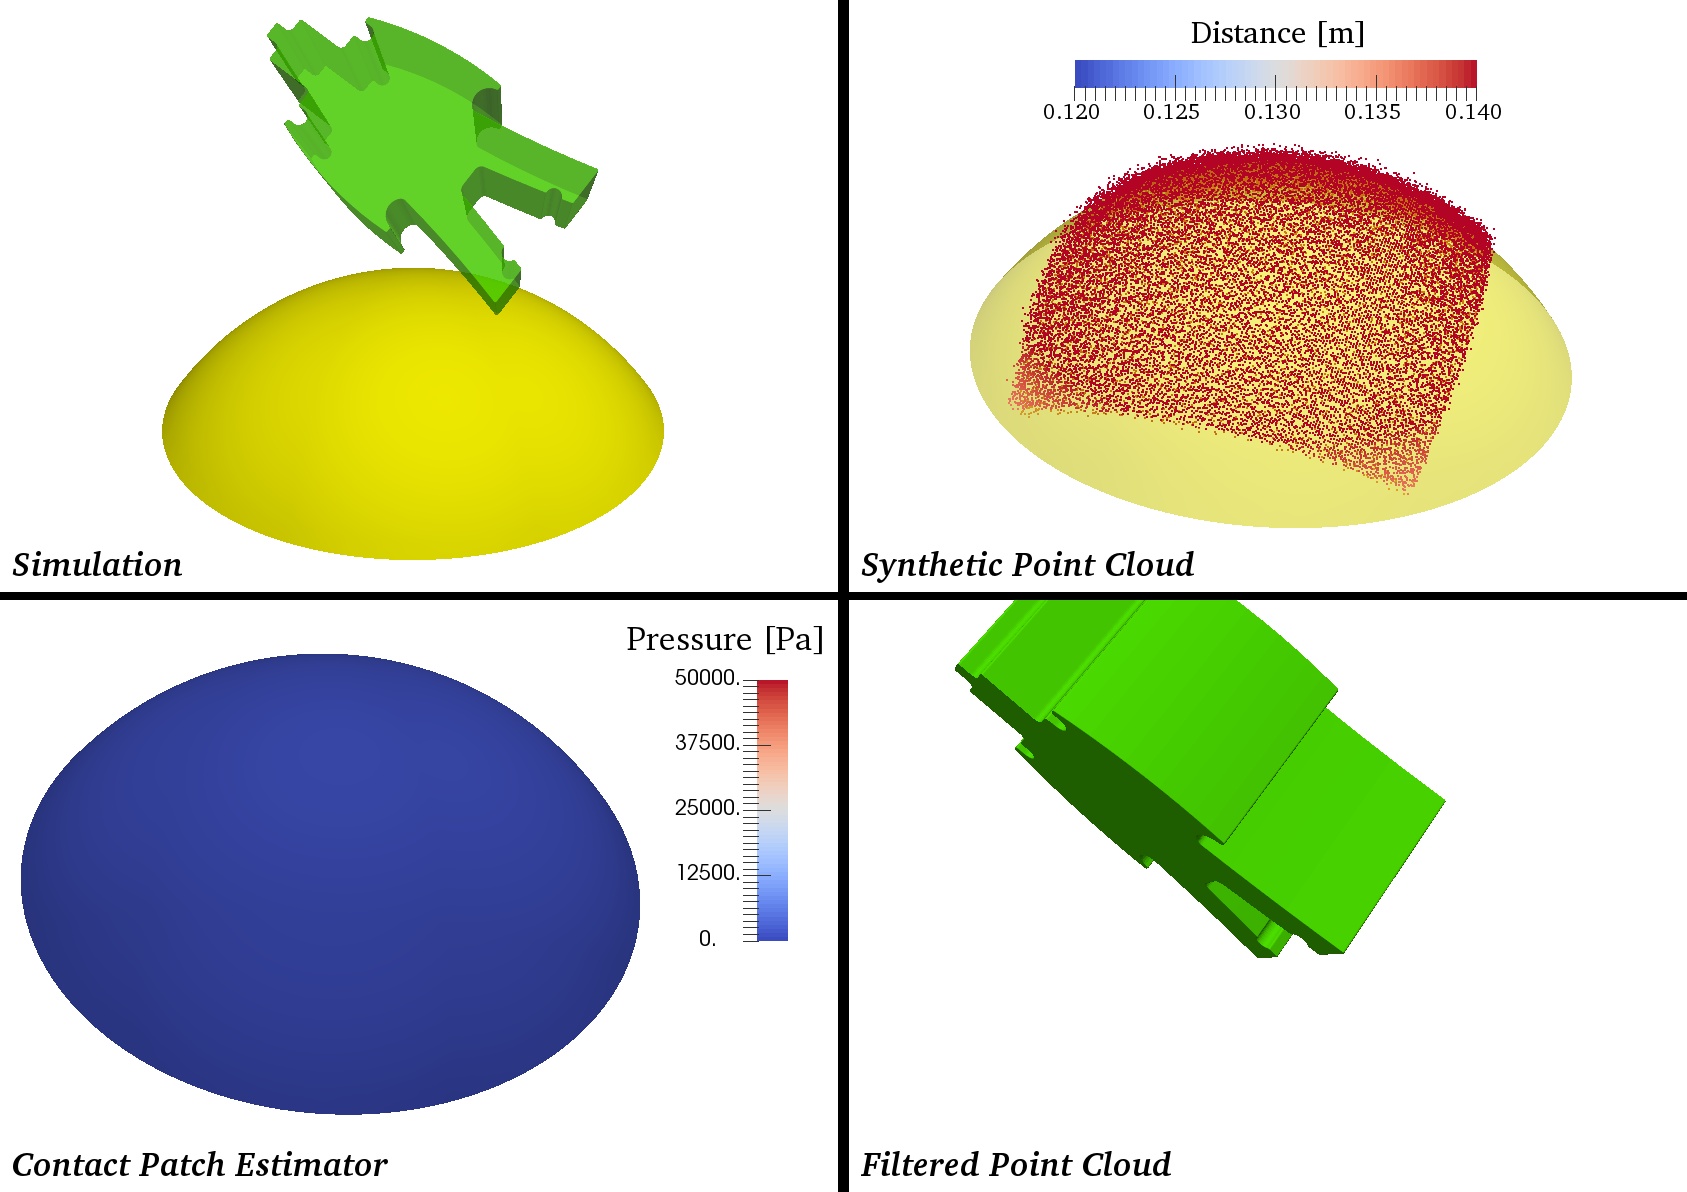 Distance [m]
0.120 0.125 0.130 0.135 0.140
Simulation
Synthetic Point Cloud
Pressure [Pa]
50000.
37500.
25000.
12500.
0.
Contact Patch Estimator
Filtered Point Cloud